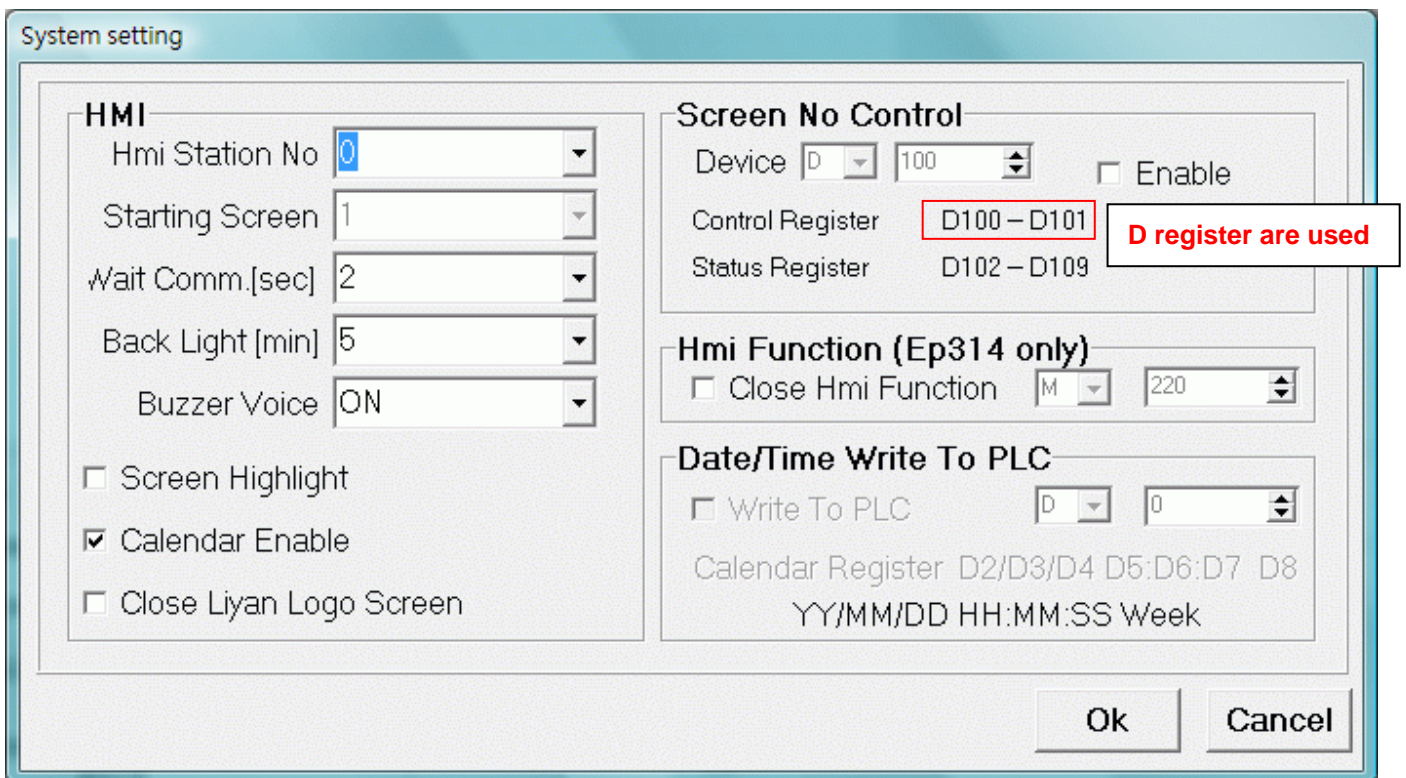 System setting
HMI
Hmi Station No 0
Starting Screen 1
Wait Comm.[sec] 2
Back Light [min] 5
Buzzer Voice ON
Screen Highlight
Calendar Enable
Close Liyan Logo Screen
Screen No Control
Device D 100 Enable
Control Register D100 – D101
D register are used
Status Register D102 – D109
Hmi Function (Ep314 only)
Close Hmi Function M 220
Date/Time Write To PLC
Write To PLC D 0
Calendar Register D2/D3/D4 D5:D6:D7 D8
YY/MM/DD HH:MM:SS Week
Ok Cancel